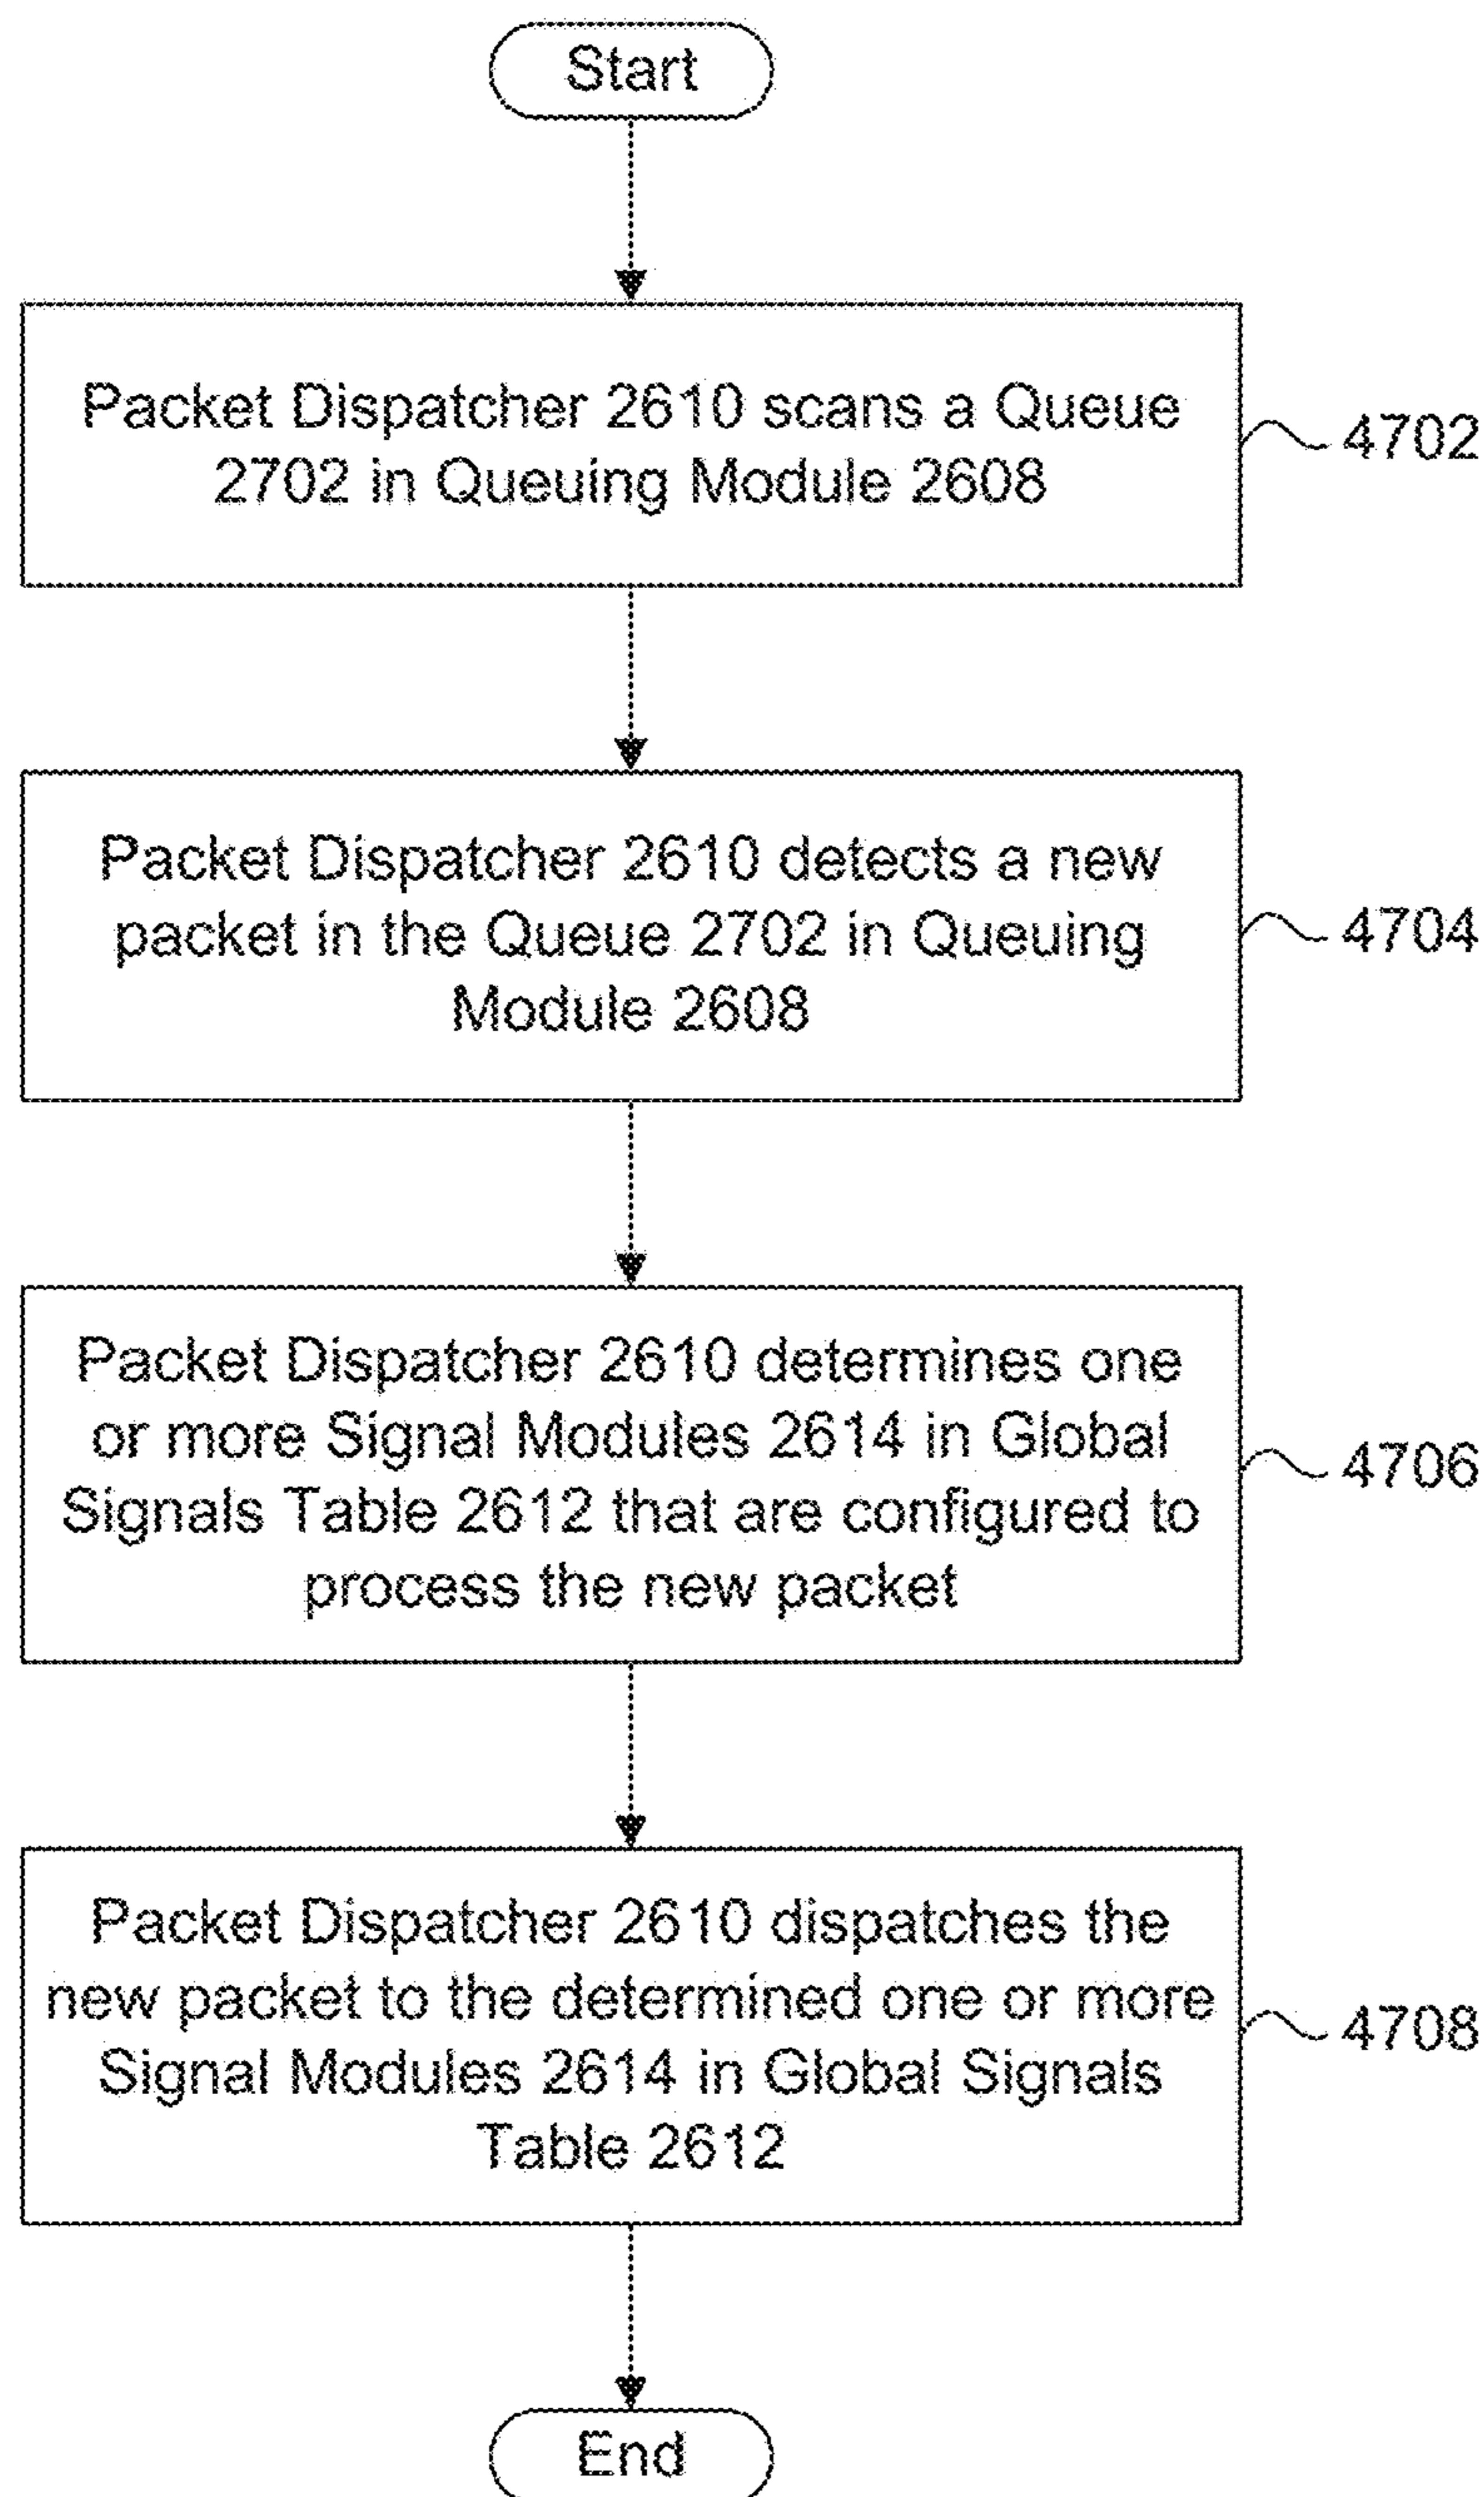 Start
Packet Dispatcher 2610 scans a Queue
2702 in Queuing Module 2608
4702
Packet Dispatcher 2610 detects a new
packet in the Queue 2702 in Queuing
Module 2608
4704
Packet Dispatcher 2610 determines one
or more Signal Modules 2614 in Global
Signals Table 2612 that are configured to
process the new packet
4706
Packet Dispatcher 2610 dispatches the
new packet to the determined one or more
Signal Modules 2614 in Global Signals
Table 2612
4708
End